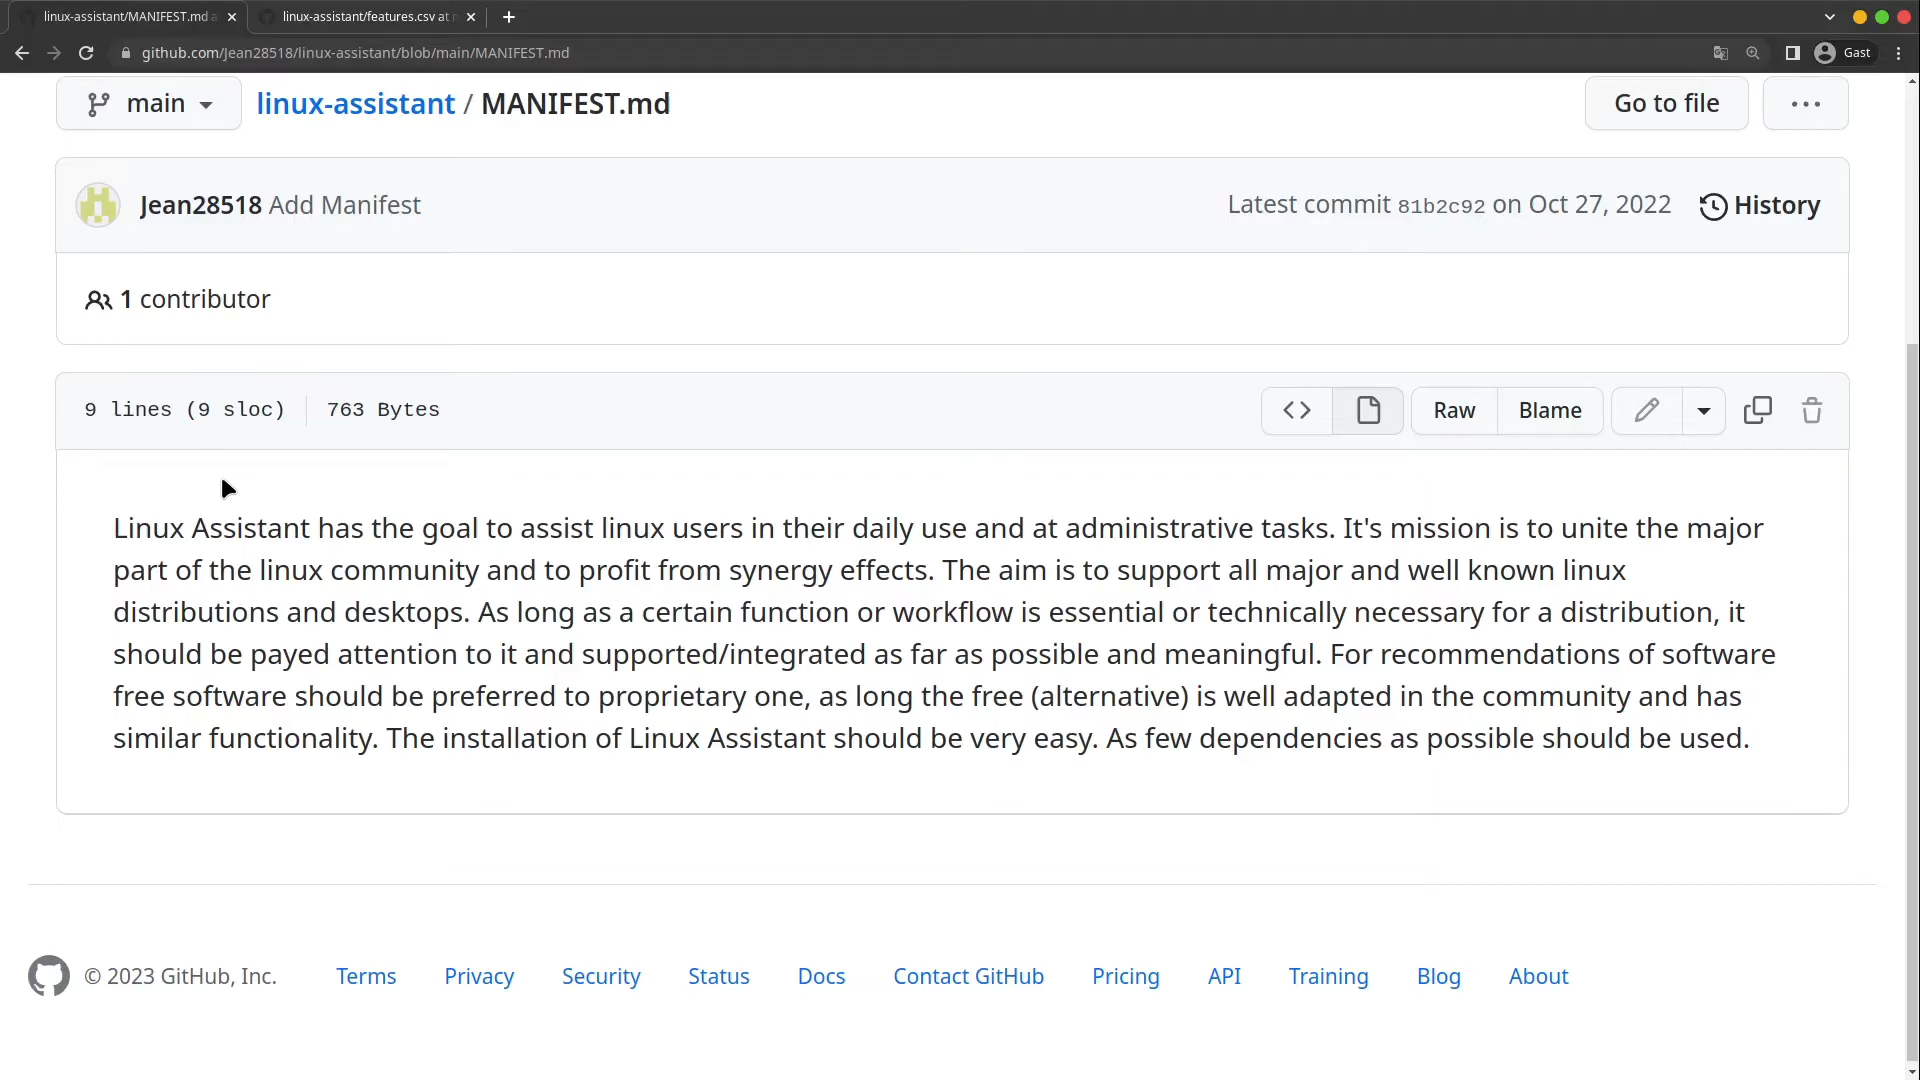 linux-assistant/MANIFEST.md a
linux-assistant/features.csv at m
github.com/Jean28518/linux-assistant/blob/main/MANIFEST.md
Gast
main
linux-assistant / MANIFEST.md
Go to file
Jean28518 Add Manifest
Latest commit 81b2c92 on Oct 27, 2022
History
1 contributor
9 lines (9 sloc)
763 Bytes
Raw
Blame
Linux Assistant has the goal to assist linux users in their daily use and at administrative tasks. It's mission is to unite the major
part of the linux community and to profit from synergy effects. The aim is to support all major and well known linux
distributions and desktops. As long as a certain function or workflow is essential or technically necessary for a distribution, it
should be payed attention to it and supported/integrated as far as possible and meaningful. For recommendations of software
free software should be preferred to proprietary one, as long the free (alternative) is well adapted in the community and has
similar functionality. The installation of Linux Assistant should be very easy. As few dependencies as possible should be used.
© 2023 GitHub, Inc.
Terms
Privacy
Security
Status
Docs
Contact GitHub
Pricing
API
Training
Blog
About